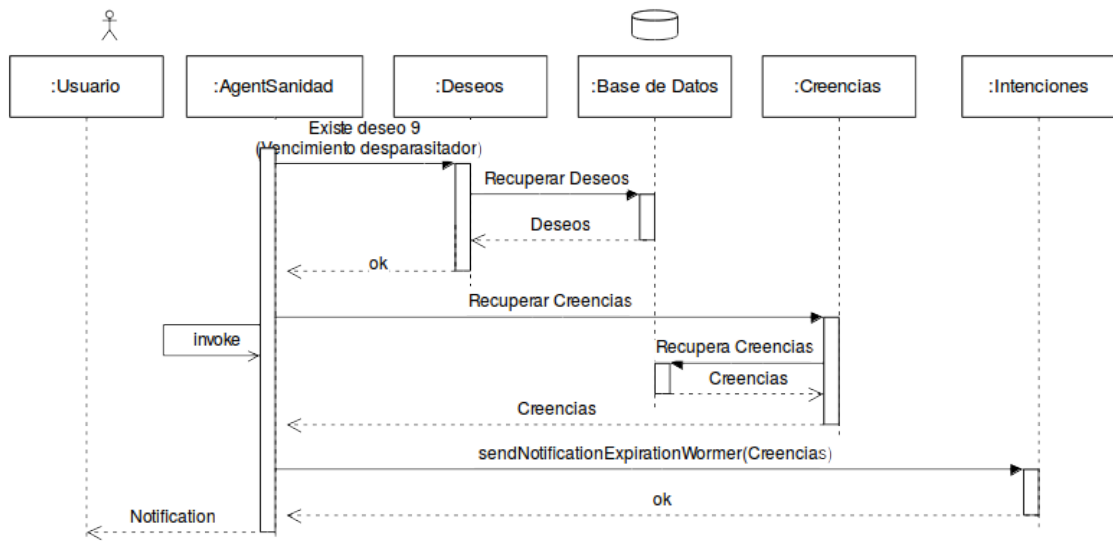 :Usuario
:AgentSanidad
:Deseos
:Base de Datos
:Creencias
:Intenciones
Existe deseo 9
(Vencimiento desparasitador)
Recuperar Deseos
Deseos
ok
Recuperar Creencias
invoke
Recupera Creencias
Creencias
Creencias
sendNotificationExpirationWormer(Creencias)
ok
Notification